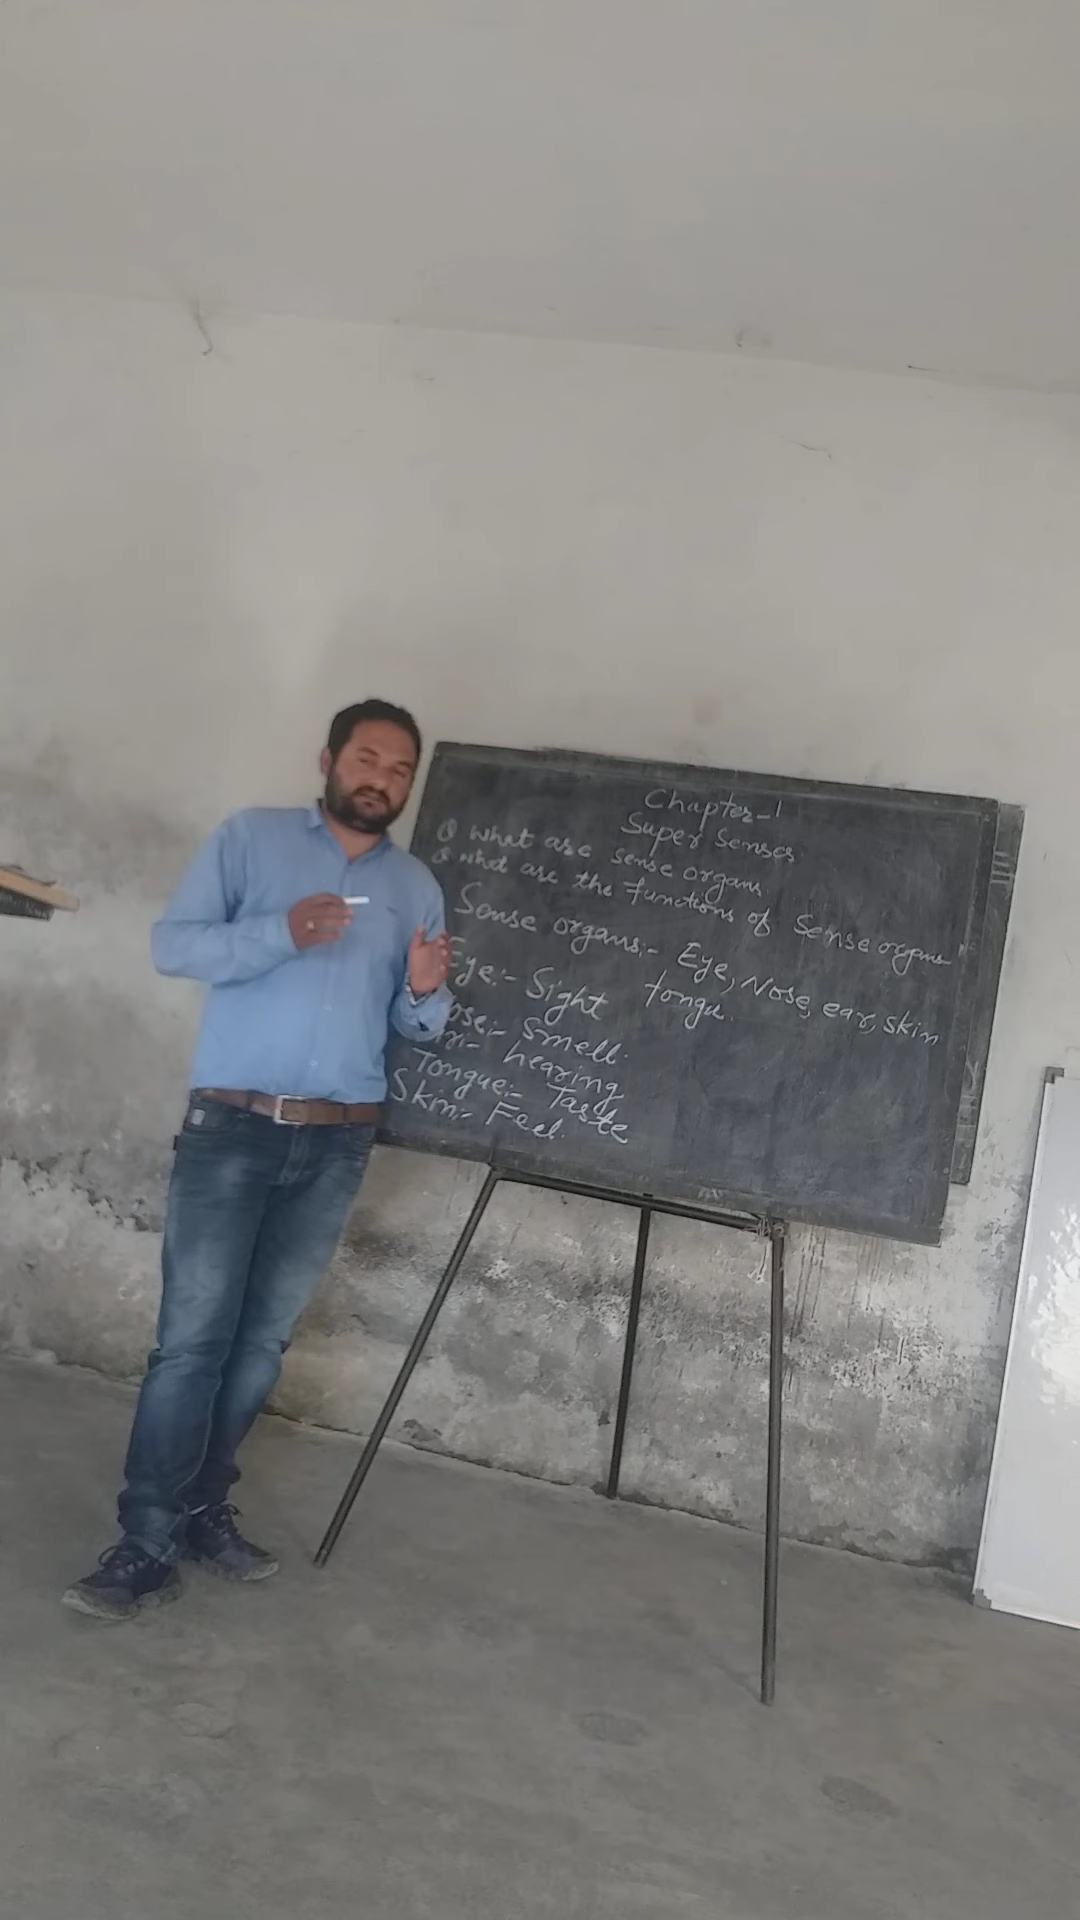 Chapter-1
Super Senses
Q What are sense organs.
Q What are the functions of Sense organs
Sense organs:- Eye, Nose, ear, skin
tongue.
Eye:- Sight
ose:- Smell.
r:- hearing
Tongue:- Taste
Skin:- Feel.